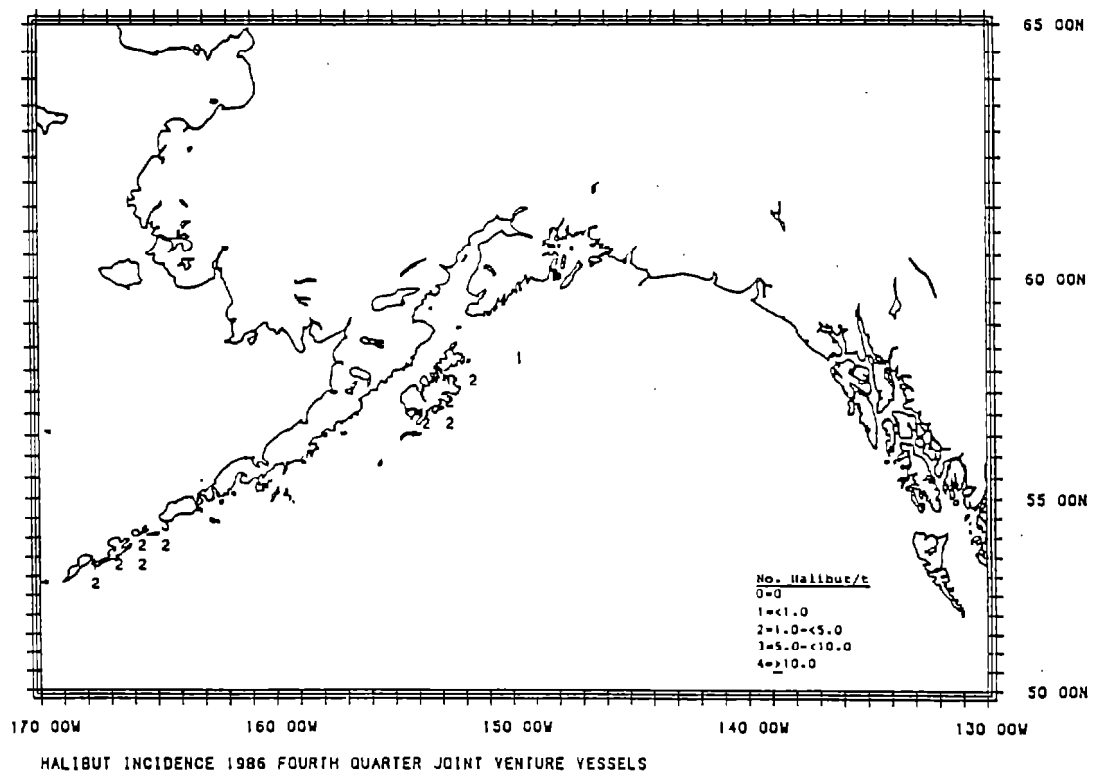 65 00N
60 00N
1
2
2
2 2
2 2
2 2
2
55 00N
No. Halibut/t
0=0
1=<1.0
2=1.0-<5.0
3=5.0-<10.0
4=>10.0
50 00N
170 00W 160 00W 150 00W 140 00W 130 00W
HALIBUT INCIDENCE 1986 FOURTH QUARTER JOINT VENTURE VESSELS